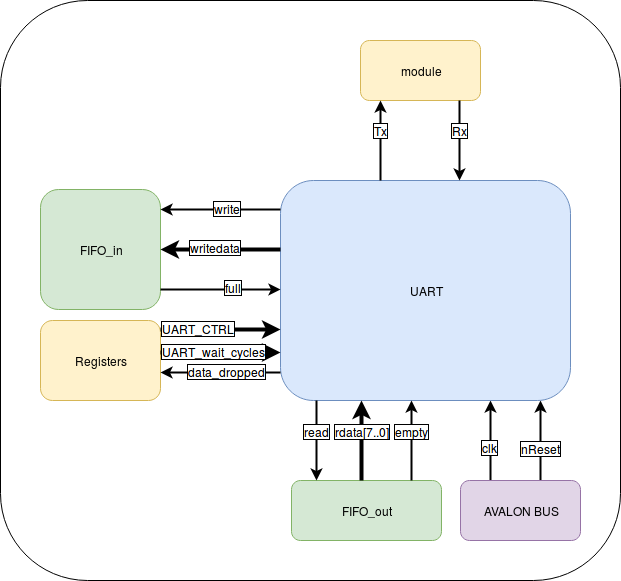 module
Tx
Rx
write
FIFO_in
writedata
UART
full
UART_CTRL
Registers
UART_wait_cycles
data_dropped
read
rdata[7..0]
empty
clk
nReset
FIFO_out
AVALON BUS